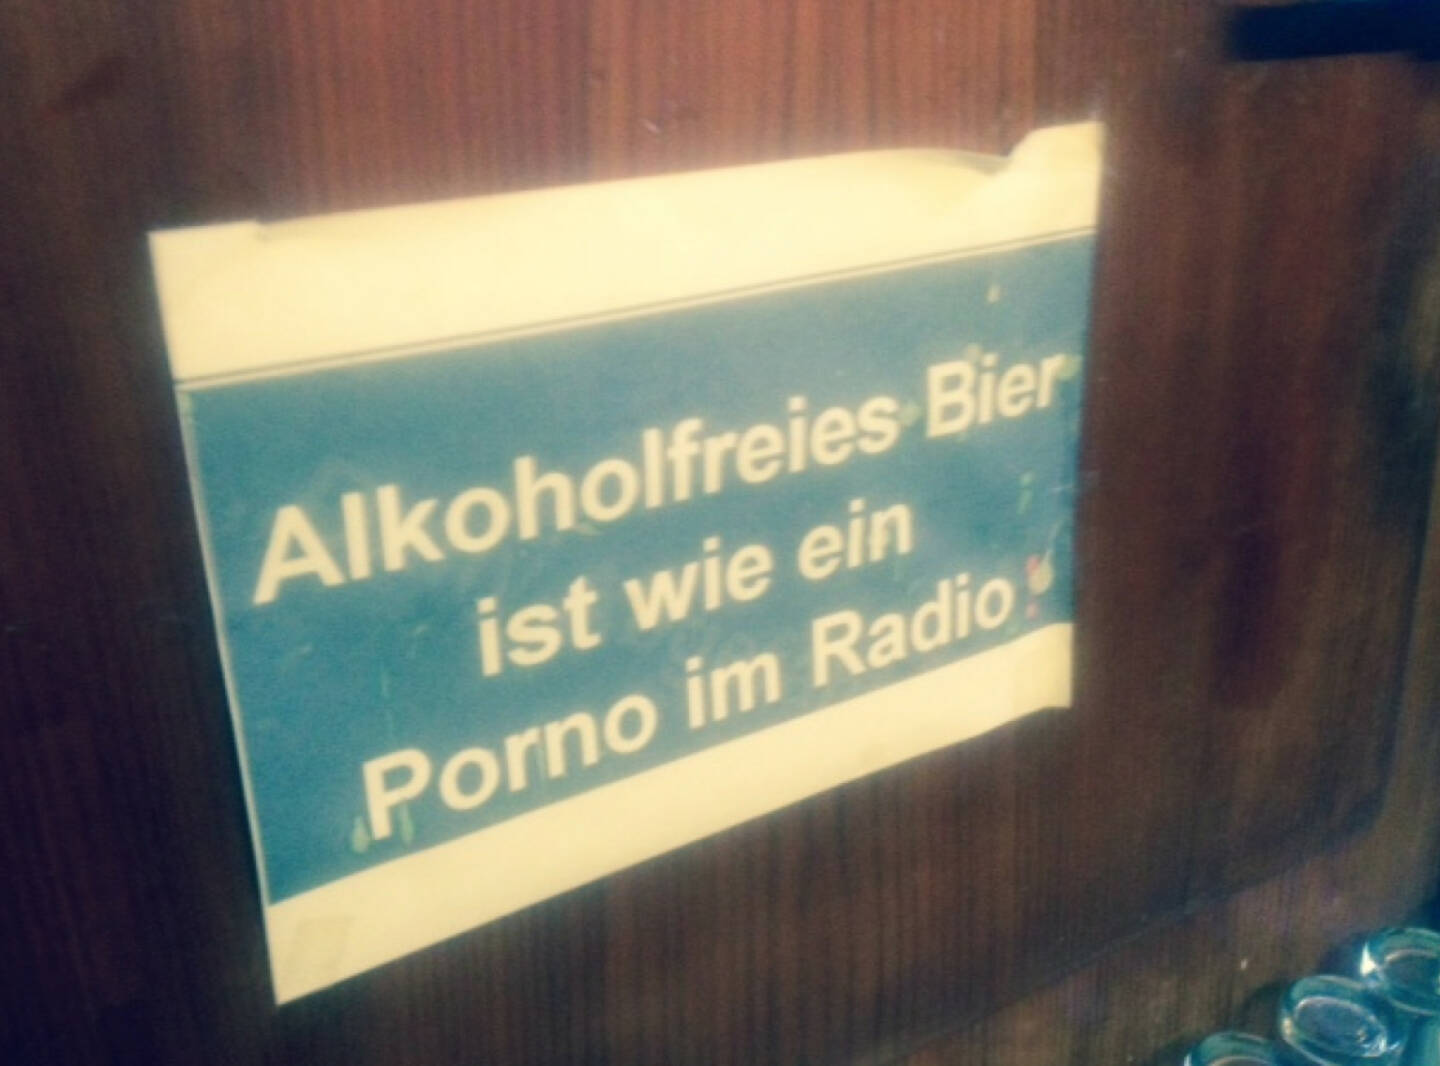 Alkoholfreies Bier
ist wie ein
Porno im Radio!